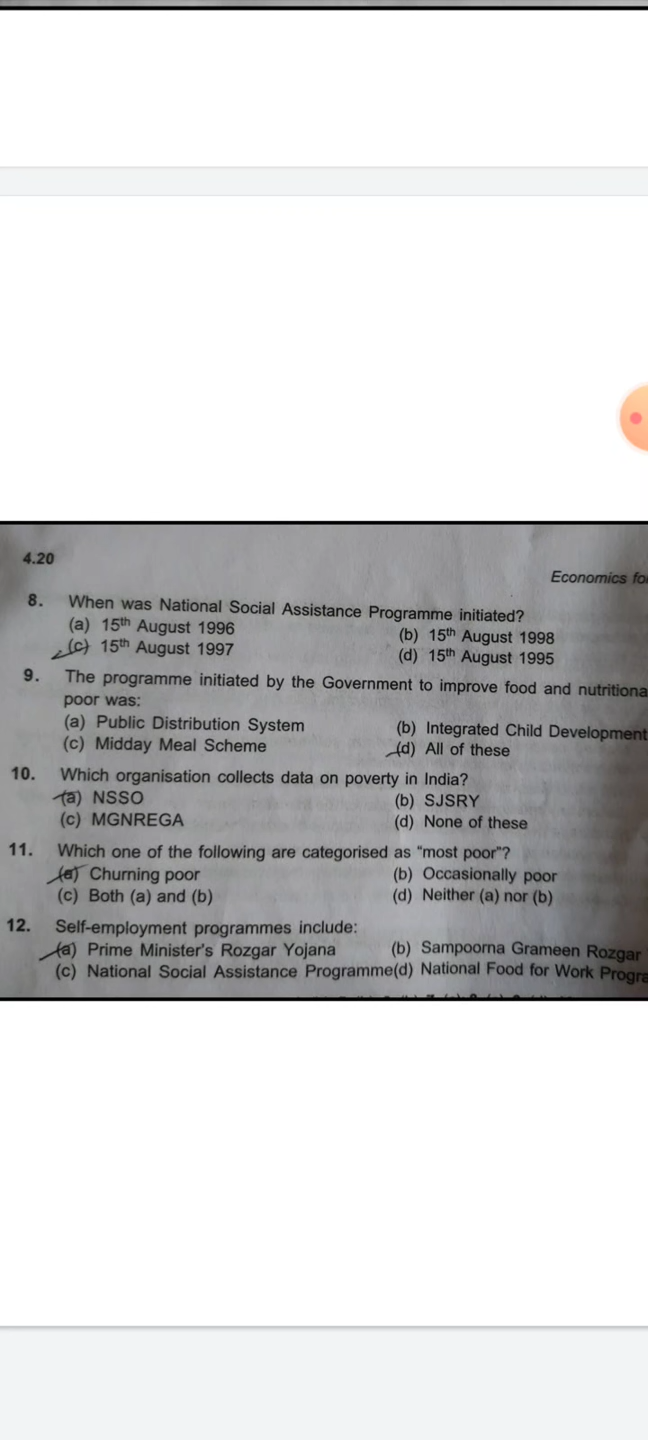 4.20
Economics fo
8. When was National Social Assistance Programme initiated?
(a) 15th August 1996 (b) 15th August 1998
(c) 15th August 1997 (d) 15th August 1995
9. The programme initiated by the Government to improve food and nutritiona
poor was:
(a) Public Distribution System (b) Integrated Child Development
(c) Midday Meal Scheme (d) All of these
10. Which organisation collects data on poverty in India?
(a) NSSO (b) SJSRY
(c) MGNREGA (d) None of these
11. Which one of the following are categorised as "most poor"?
(a) Churning poor (b) Occasionally poor
(c) Both (a) and (b) (d) Neither (a) nor (b)
12. Self-employment programmes include:
(a) Prime Minister's Rozgar Yojana (b) Sampoorna Grameen Rozgar
(c) National Social Assistance Programme(d) National Food for Work Progra